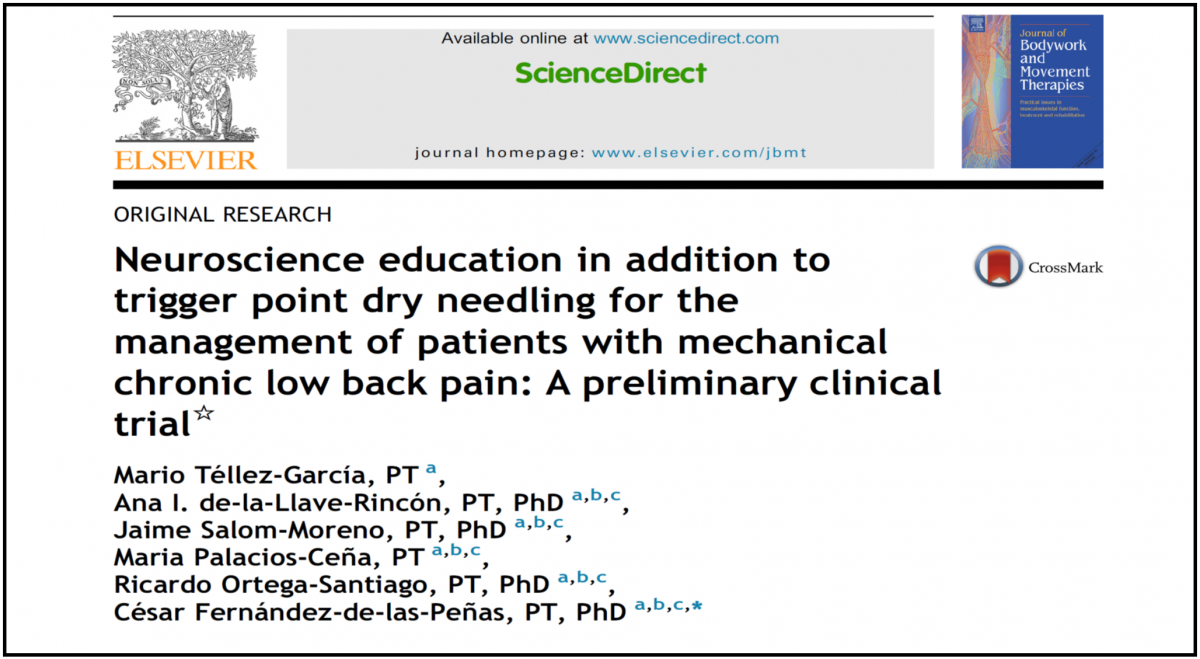 Available online at www.sciencedirect.com
ScienceDirect
journal homepage: www.elsevier.com/jbmt
NON SOLUS
ELSEVIER
Journal of
Bodywork
and
Movement
Therapies
Practical issues in
musculoskeletal function,
treatment and rehabilitation
ORIGINAL RESEARCH
Neuroscience education in addition to
trigger point dry needling for the
management of patients with mechanical
chronic low back pain: A preliminary clinical
trial☆
CrossMark
Mario Téllez-García, PT a,
Ana I. de-la-Llave-Rincón, PT, PhD a,b,c,
Jaime Salom-Moreno, PT, PhD a,b,c,
Maria Palacios-Ceña, PT a,b,c,
Ricardo Ortega-Santiago, PT, PhD a,b,c,
César Fernández-de-las-Peñas, PT, PhD a,b,c,*